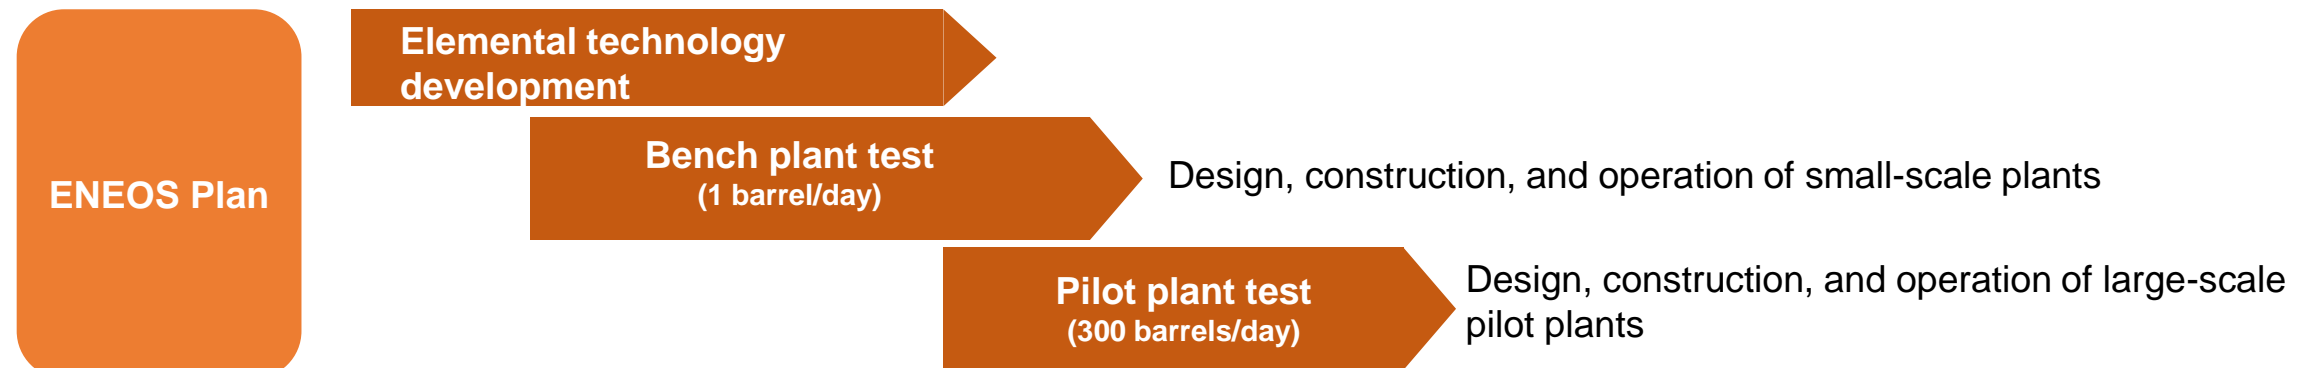 ENEOS Plan
Elemental technology
development
Bench plant test
(1 barrel/day)
Design, construction, and operation of small-scale plants
Pilot plant test
(300 barrels/day)
Design, construction, and operation of large-scale
pilot plants